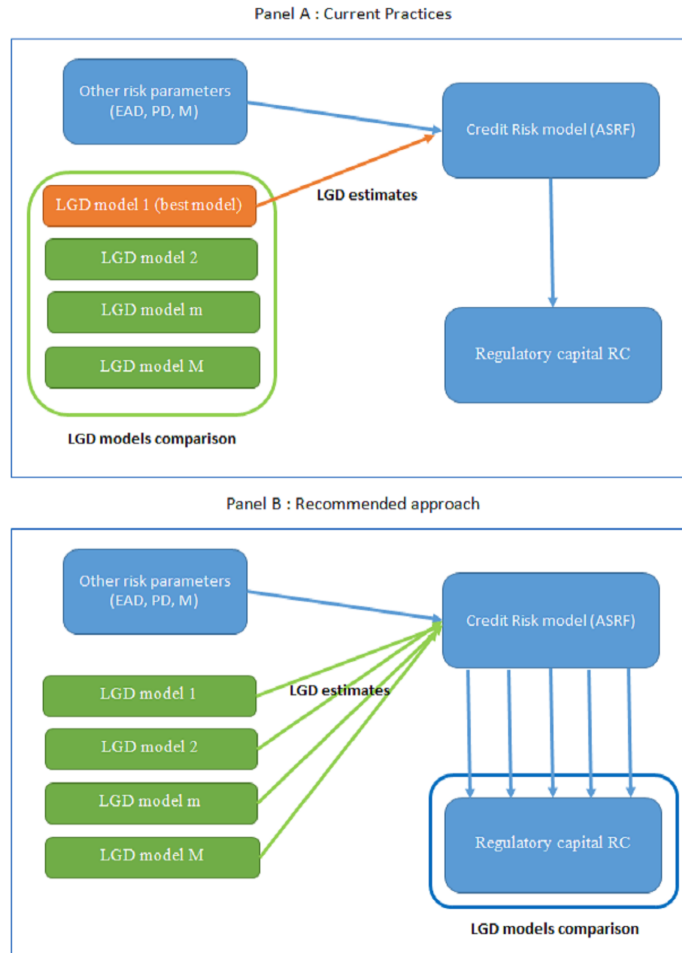 Panel A : Current Practices
Other risk parameters
(EAD, PD, M)
Credit Risk model (ASRF)
LGD estimates
LGD model 1 (best model)
LGD model 2
LGD model m
LGD model M
Regulatory capital RC
LGD models comparison
Panel B : Recommended approach
Other risk parameters
(EAD, PD, M)
Credit Risk model (ASRF)
LGD estimates
LGD model 1
LGD model 2
LGD model m
LGD model M
Regulatory capital RC
LGD models comparison